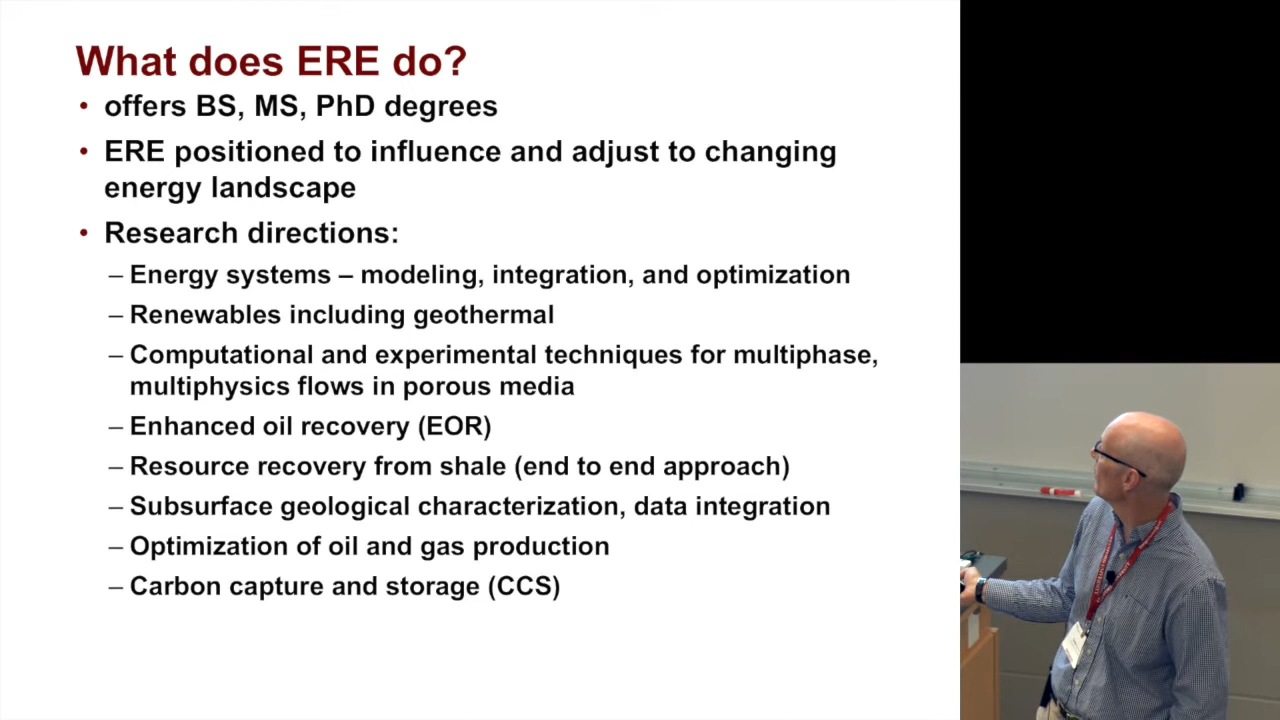 What does ERE do?
• offers BS, MS, PhD degrees
• ERE positioned to influence and adjust to changing
energy landscape
• Research directions:
– Energy systems – modeling, integration, and optimization
– Renewables including geothermal
– Computational and experimental techniques for multiphase,
multiphysics flows in porous media
– Enhanced oil recovery (EOR)
– Resource recovery from shale (end to end approach)
– Subsurface geological characterization, data integration
– Optimization of oil and gas production
– Carbon capture and storage (CCS)